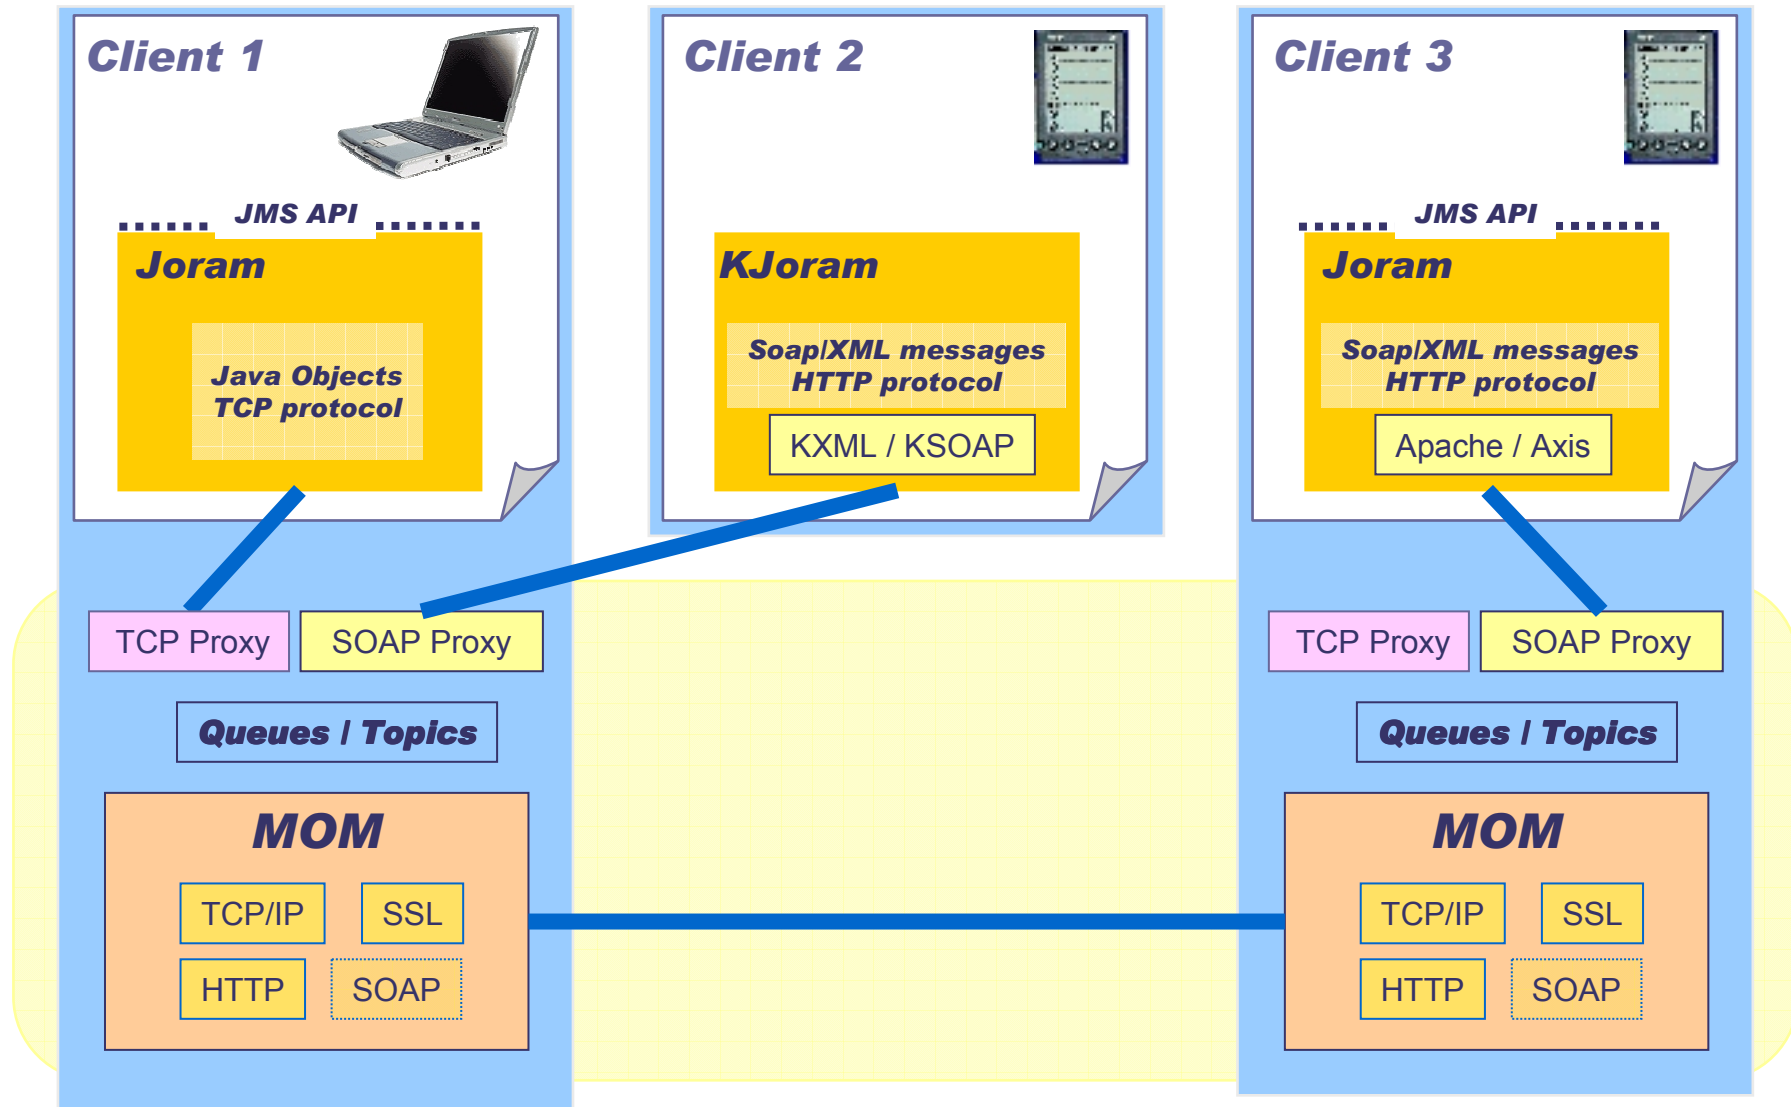 Client 1
JMS API
Joram
Java Objects
TCP protocol
Client 2
KJoram
Soap/XML messages
HTTP protocol
KXML / KSOAP
Client 3
JMS API
Joram
Soap/XML messages
HTTP protocol
Apache / Axis
TCP Proxy
SOAP Proxy
Queues / Topics
MOM
TCP/IP
SSL
HTTP
SOAP
TCP Proxy
SOAP Proxy
Queues / Topics
MOM
TCP/IP
SSL
HTTP
SOAP